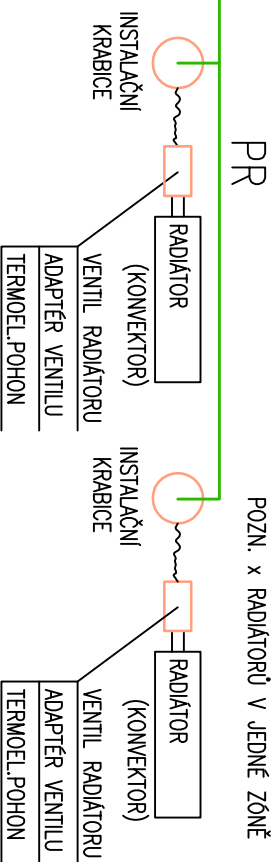 PR
POZN. x RADIÁTORŮ V JEDNÉ ZÓNĚ
INSTALAČNÍ
KRABICE
RADIÁTOR
(KONVEKTOR)
VENTIL RADIÁTORU
ADAPTÉR VENTILU
TERMOEL.POHON
INSTALAČNÍ
KRABICE
RADIÁTOR
(KONVEKTOR)
VENTIL RADIÁTORU
ADAPTÉR VENTILU
TERMOEL.POHON